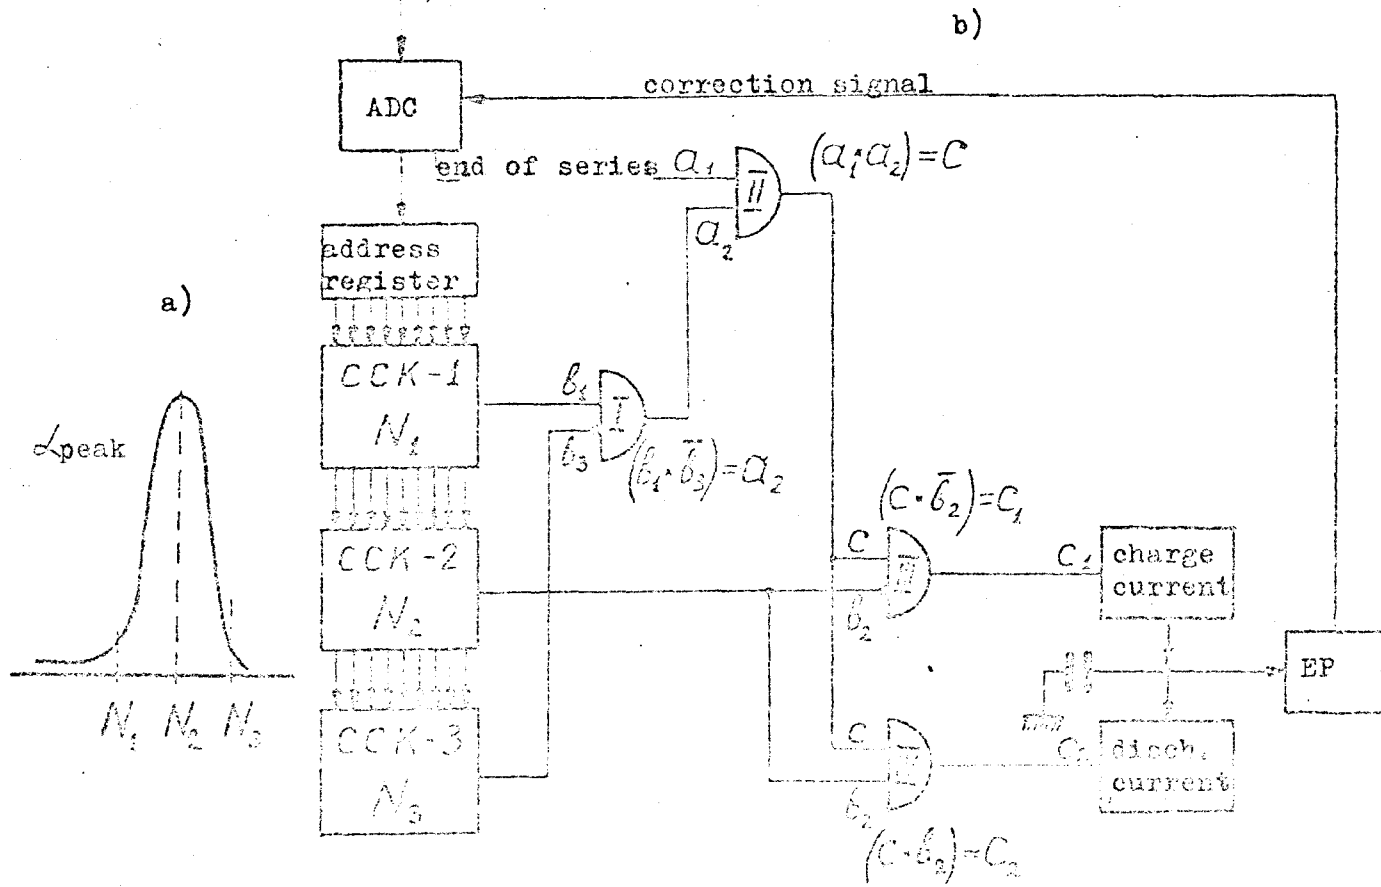 b)
ADC
correction signal
end of series a₁
(a₁·a₂)=C
II
a₂
address
register
a)
CCK-1
N₁
b₁
I
b₃
(b₁·b̄₃)=a₂
αpeak
(C·b̄₂)=C₁
CCK-2
N₂
C
III
b₂
C₁
charge
current
EP
N₁ N₂ N₃
CCK-3
N₃
C
b₂
disch.
current
(C·b₂)=C₂